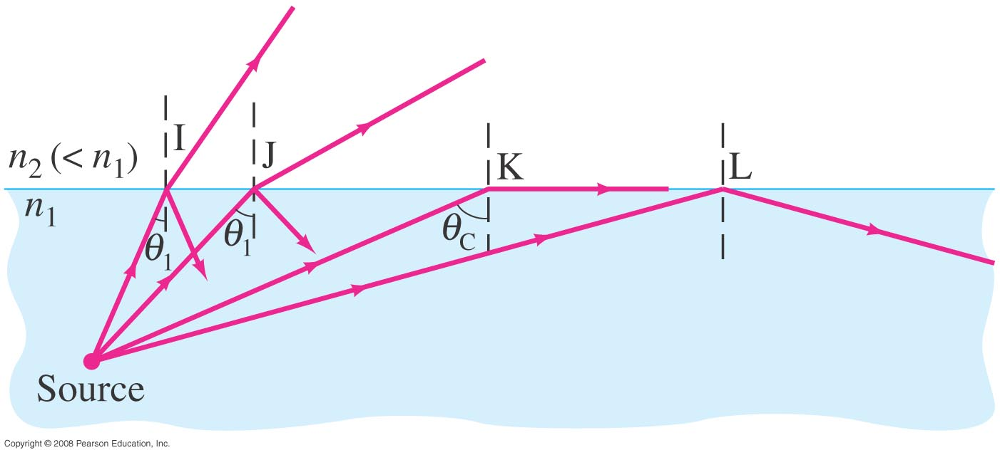 I
J
n₂ (< n₁)
K
L
n₁
θ₁
θ₁
θC
Source
Copyright © 2008 Pearson Education, Inc.